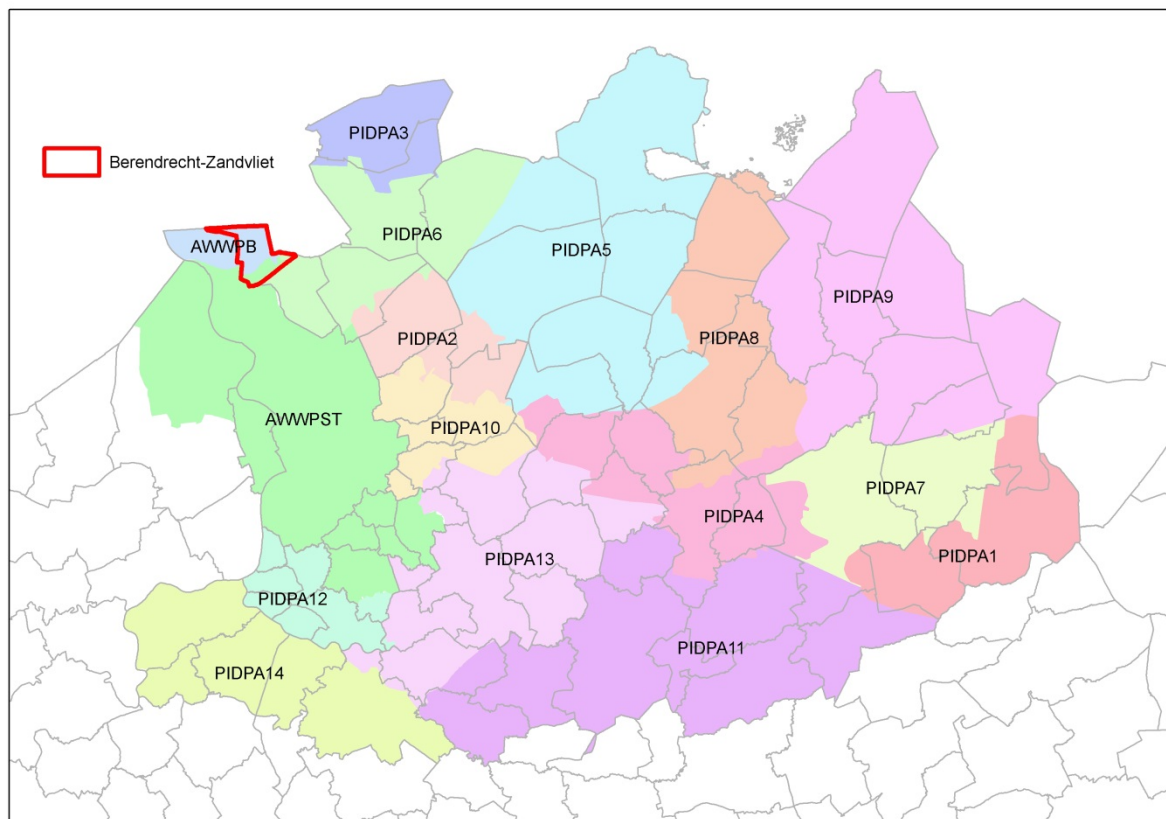 PIDPA3
Berendrecht-Zandvliet
PIDPA6
AWWPB
PIDPA5
PIDPA9
PIDPA2
PIDPA8
AWWPST
PIDPA10
PIDPA7
PIDPA4
PIDPA13
PIDPA1
PIDPA12
PIDPA11
PIDPA14